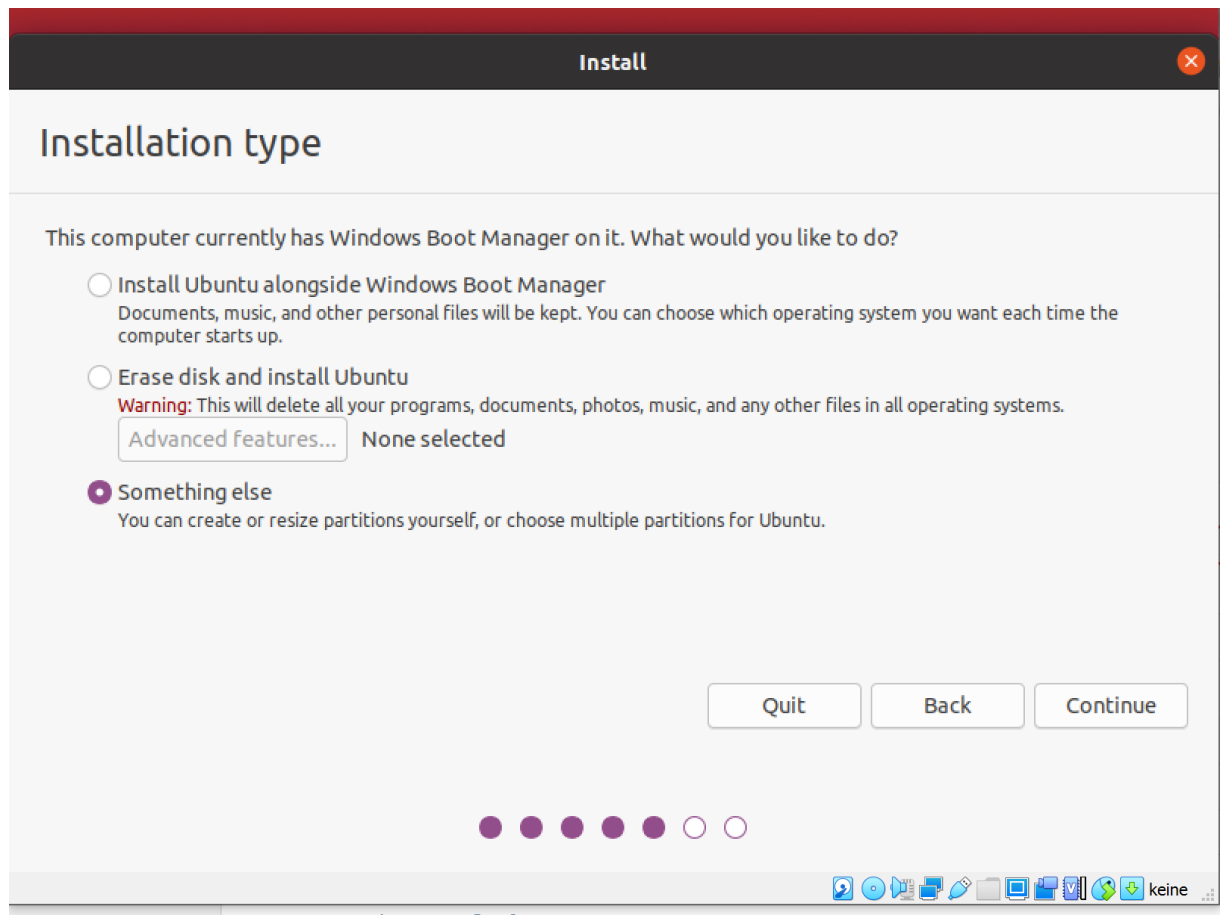 Install
Installation type
This computer currently has Windows Boot Manager on it. What would you like to do?
Install Ubuntu alongside Windows Boot Manager
Documents, music, and other personal files will be kept. You can choose which operating system you want each time the
computer starts up.
Erase disk and install Ubuntu
Warning: This will delete all your programs, documents, photos, music, and any other files in all operating systems.
Advanced features... None selected
Something else
You can create or resize partitions yourself, or choose multiple partitions for Ubuntu.
Quit Back Continue
keine